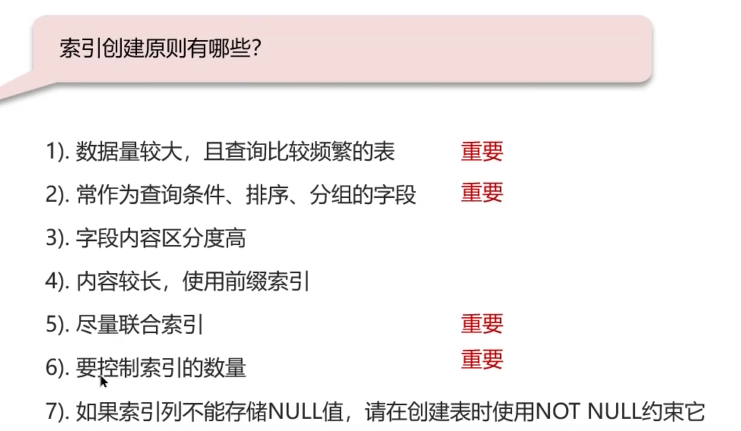 索引创建原则有哪些？
1). 数据量较大，且查询比较频繁的表 重要
2). 常作为查询条件、排序、分组的字段 重要
3). 字段内容区分度高
4). 内容较长，使用前缀索引
5). 尽量联合索引 重要
6). 要控制索引的数量 重要
7). 如果索引列不能存储NULL值，请在创建表时使用NOT NULL约束它